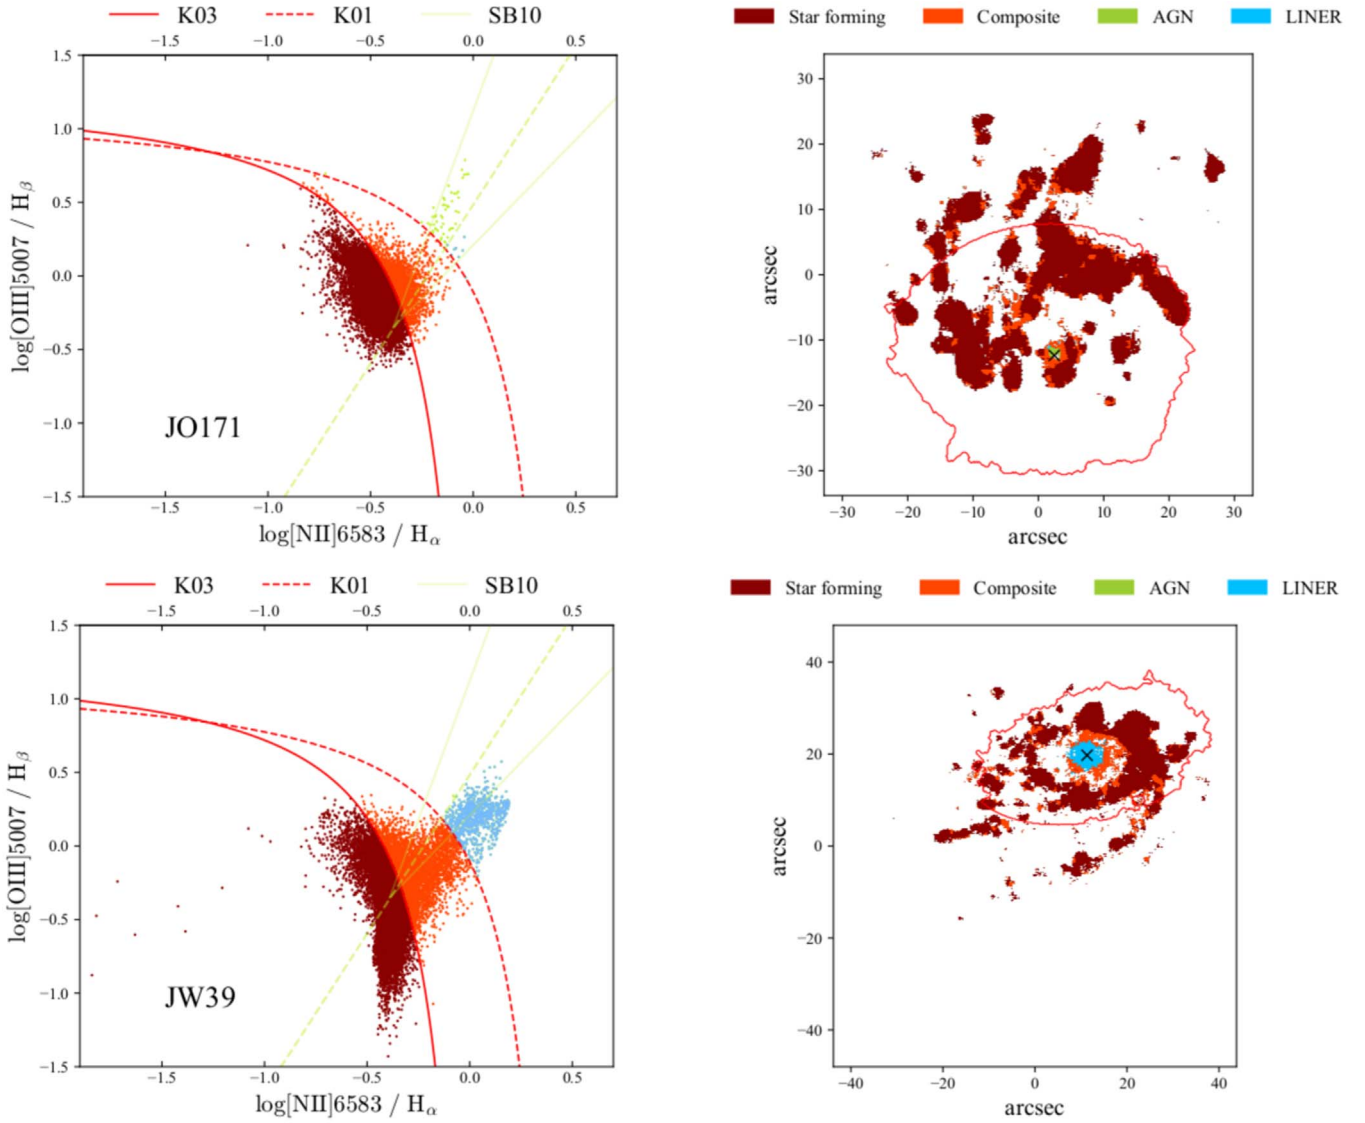 K03 K01 SB10
−1.5 −1.0 −0.5 0.0 0.5
1.5
1.0
0.5
0.0
−0.5
−1.0
−1.5
log[OIII]5007 / Hβ
JO171
−1.5 −1.0 −0.5 0.0 0.5
log[NII]6583 / Hα
Star forming Composite AGN LINER
30
20
10
0
−10
−20
−30
arcsec
−30 −20 −10 0 10 20 30
arcsec
K03 K01 SB10
−1.5 −1.0 −0.5 0.0 0.5
1.5
1.0
0.5
0.0
−0.5
−1.0
−1.5
log[OIII]5007 / Hβ
JW39
−1.5 −1.0 −0.5 0.0 0.5
log[NII]6583 / Hα
Star forming Composite AGN LINER
40
20
0
−20
−40
arcsec
−40 −20 0 20 40
arcsec